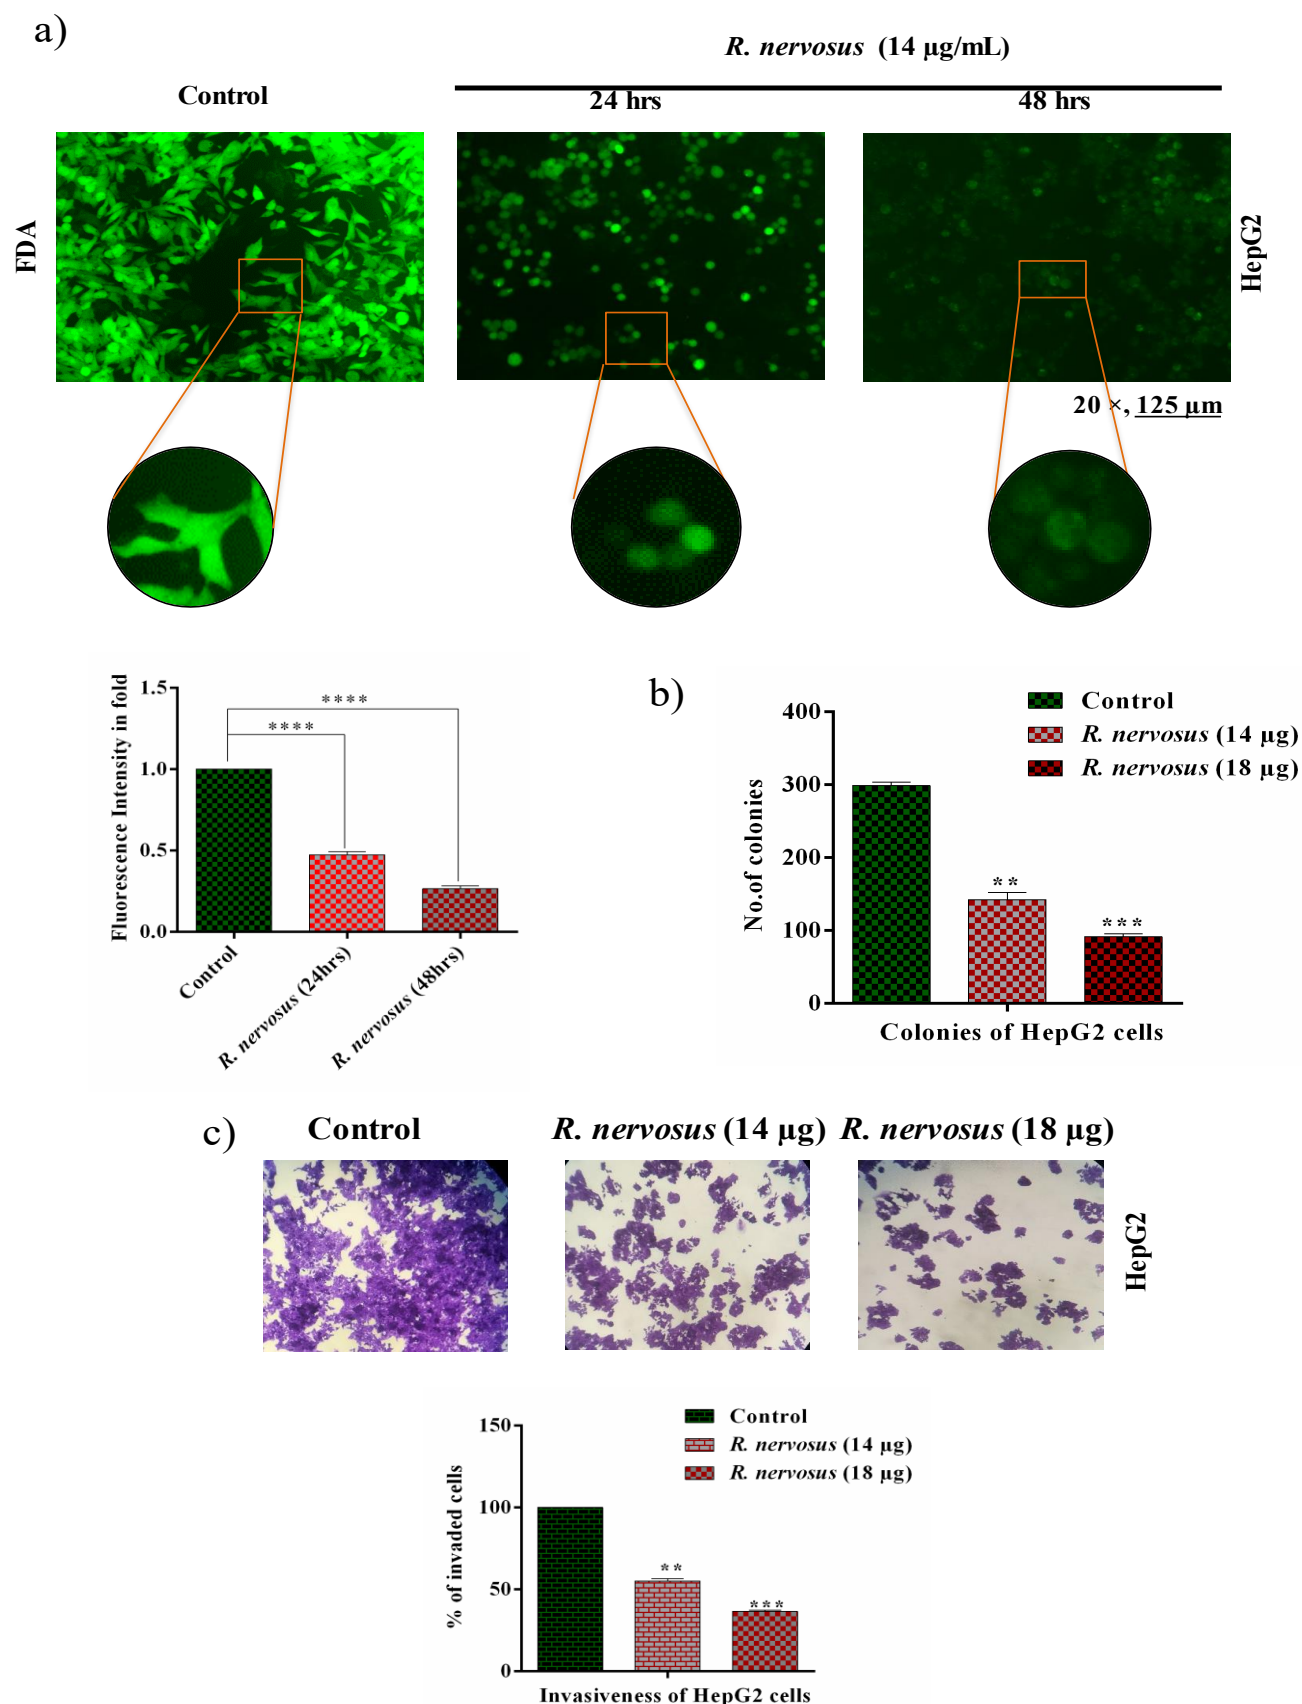 a)
R. nervosus (14 µg/mL)
Control
24 hrs
48 hrs
FDA
HepG2
20 ×, 125 µm
Fluorescence Intensity in fold
1.5
1.0
0.5
0.0
****
****
Control
R. nervosus (24hrs)
R. nervosus (48hrs)
b)
No.of colonies
400
300
200
100
0
**
***
Control
R. nervosus (14 µg)
R. nervosus (18 µg)
Colonies of HepG2 cells
c)
Control
R. nervosus (14 µg)
R. nervosus (18 µg)
HepG2
% of invaded cells
150
100
50
0
**
***
Control
R. nervosus (14 µg)
R. nervosus (18 µg)
Invasiveness of HepG2 cells